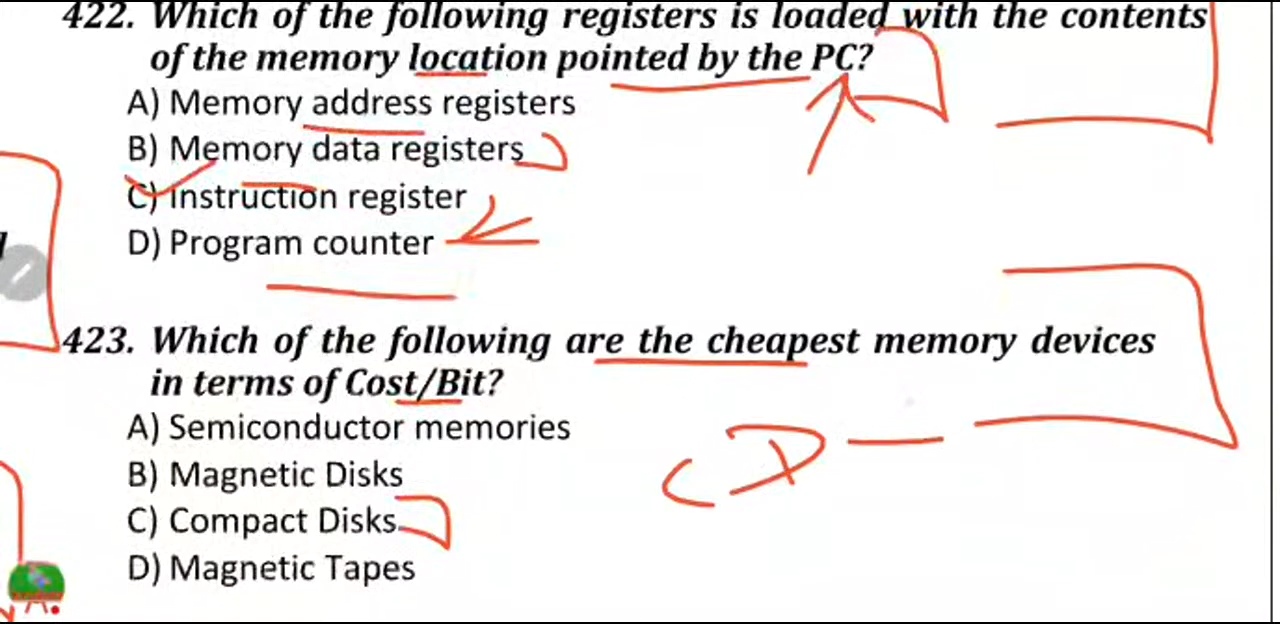 422. Which of the following registers is loaded with the contents
of the memory location pointed by the PC?
A) Memory address registers
B) Memory data registers
C) Instruction register
D) Program counter
423. Which of the following are the cheapest memory devices
in terms of Cost/Bit?
A) Semiconductor memories
B) Magnetic Disks
CD
C) Compact Disks
D) Magnetic Tapes